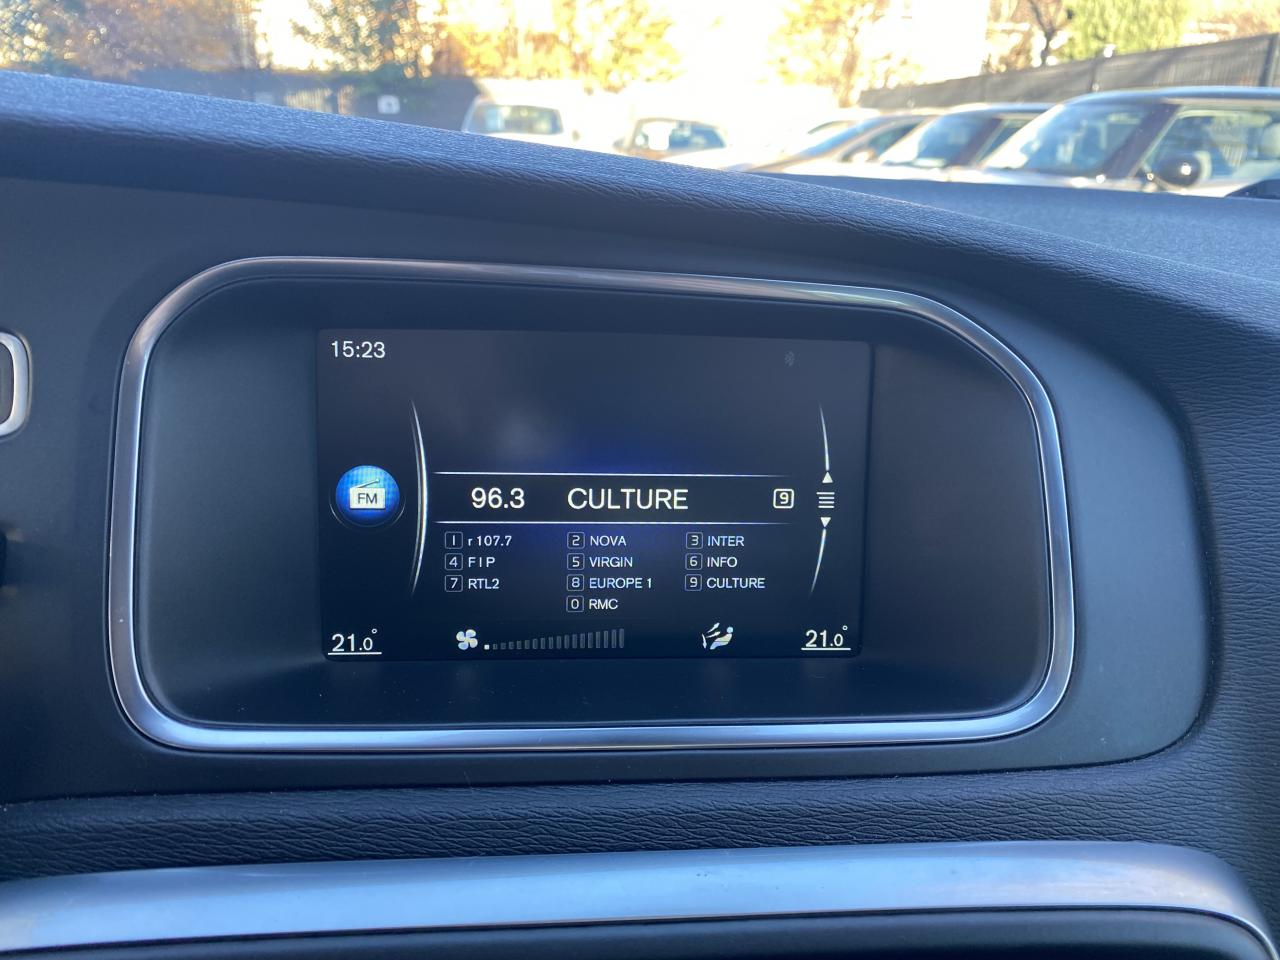 15:23
FM
96.3 CULTURE 9
1 r 107.7 2 NOVA 3 INTER
4 FIP 5 VIRGIN 6 INFO
7 RTL2 8 EUROPE 1 9 CULTURE
0 RMC
21.0° 21.0°